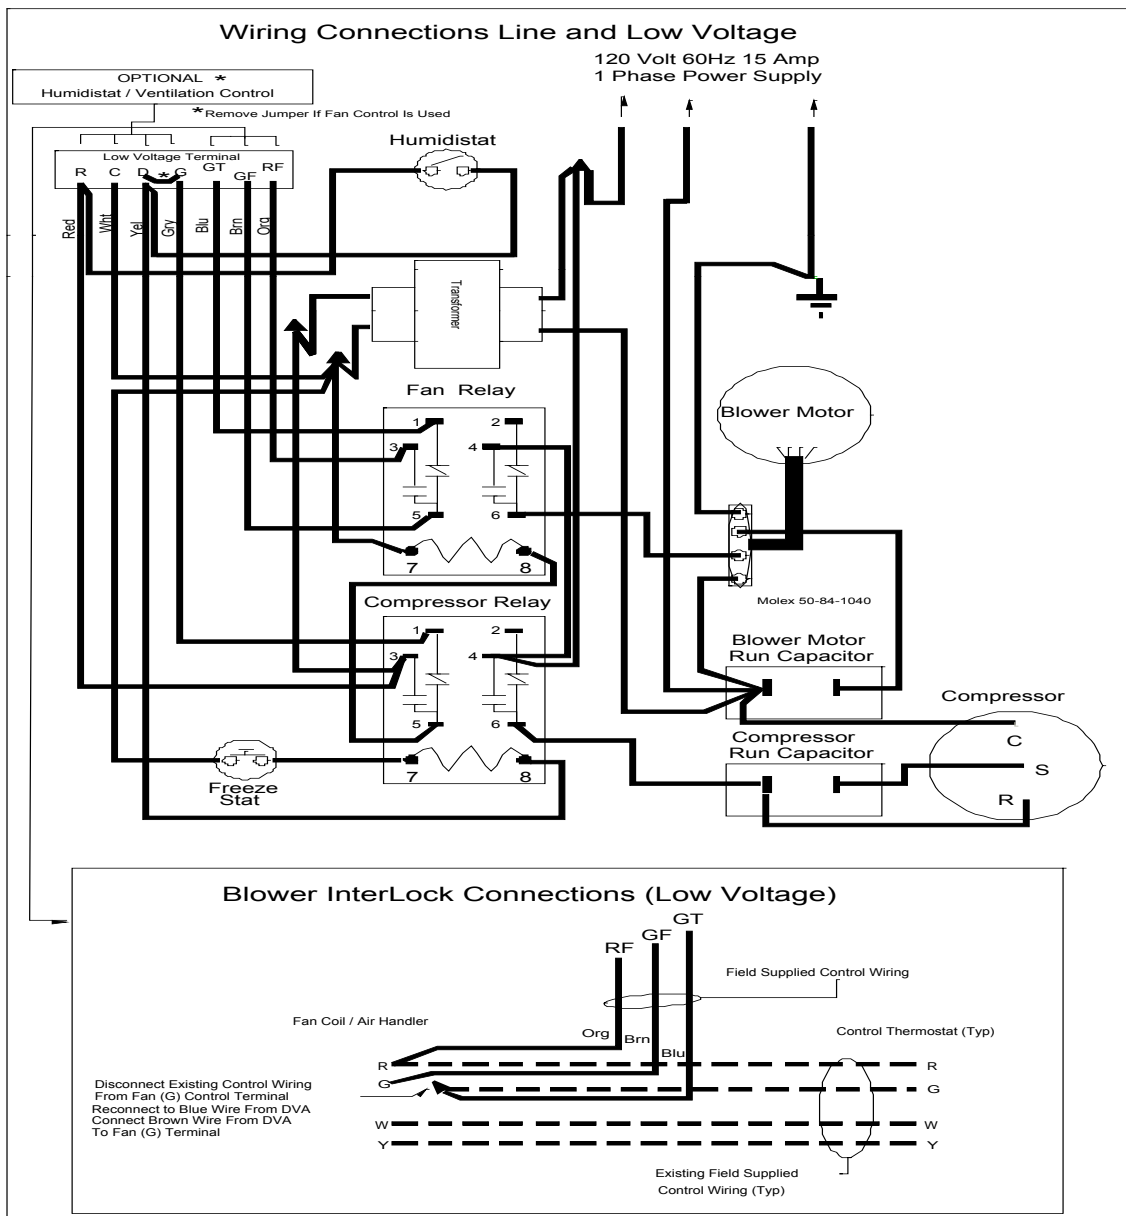 Wiring Connections Line and Low Voltage
120 Volt 60Hz 15 Amp
1 Phase Power Supply
OPTIONAL *
Humidistat / Ventilation Control
*Remove Jumper If Fan Control Is Used
Humidistat
Low Voltage Terminal
R C D * G GT GF RF
Red Wht Yel Gry Blu Brn Org
Transformer
Fan Relay
1 2
3 4
5 6
7 8
Blower Motor
Molex 50-84-1040
Compressor Relay
1 2
3 4
5 6
7 8
Blower Motor
Run Capacitor
Compressor
C
S
R
Compressor
Run Capacitor
Freeze
Stat
Blower InterLock Connections (Low Voltage)
RF GF GT
Field Supplied Control Wiring
Fan Coil / Air Handler
Org Brn Blu
Control Thermostat (Typ)
R R
G G
W W
Y Y
Disconnect Existing Control Wiring
From Fan (G) Control Terminal
Reconnect to Blue Wire From DVA
Connect Brown Wire From DVA
To Fan (G) Terminal
Existing Field Supplied
Control Wiring (Typ)